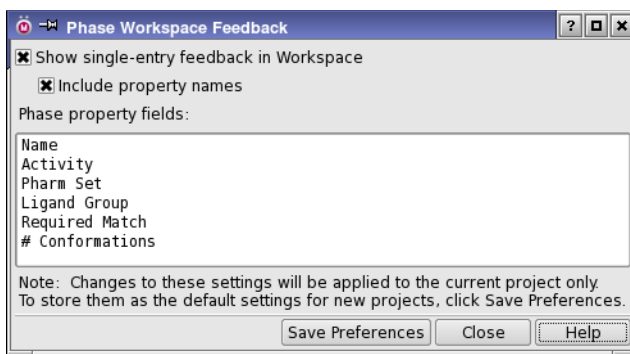 Phase Workspace Feedback
Show single-entry feedback in Workspace
Include property names
Phase property fields:
Name
Activity
Pharm Set
Ligand Group
Required Match
# Conformations
Note: Changes to these settings will be applied to the current project only.
To store them as the default settings for new projects, click Save Preferences.
Save Preferences Close Help